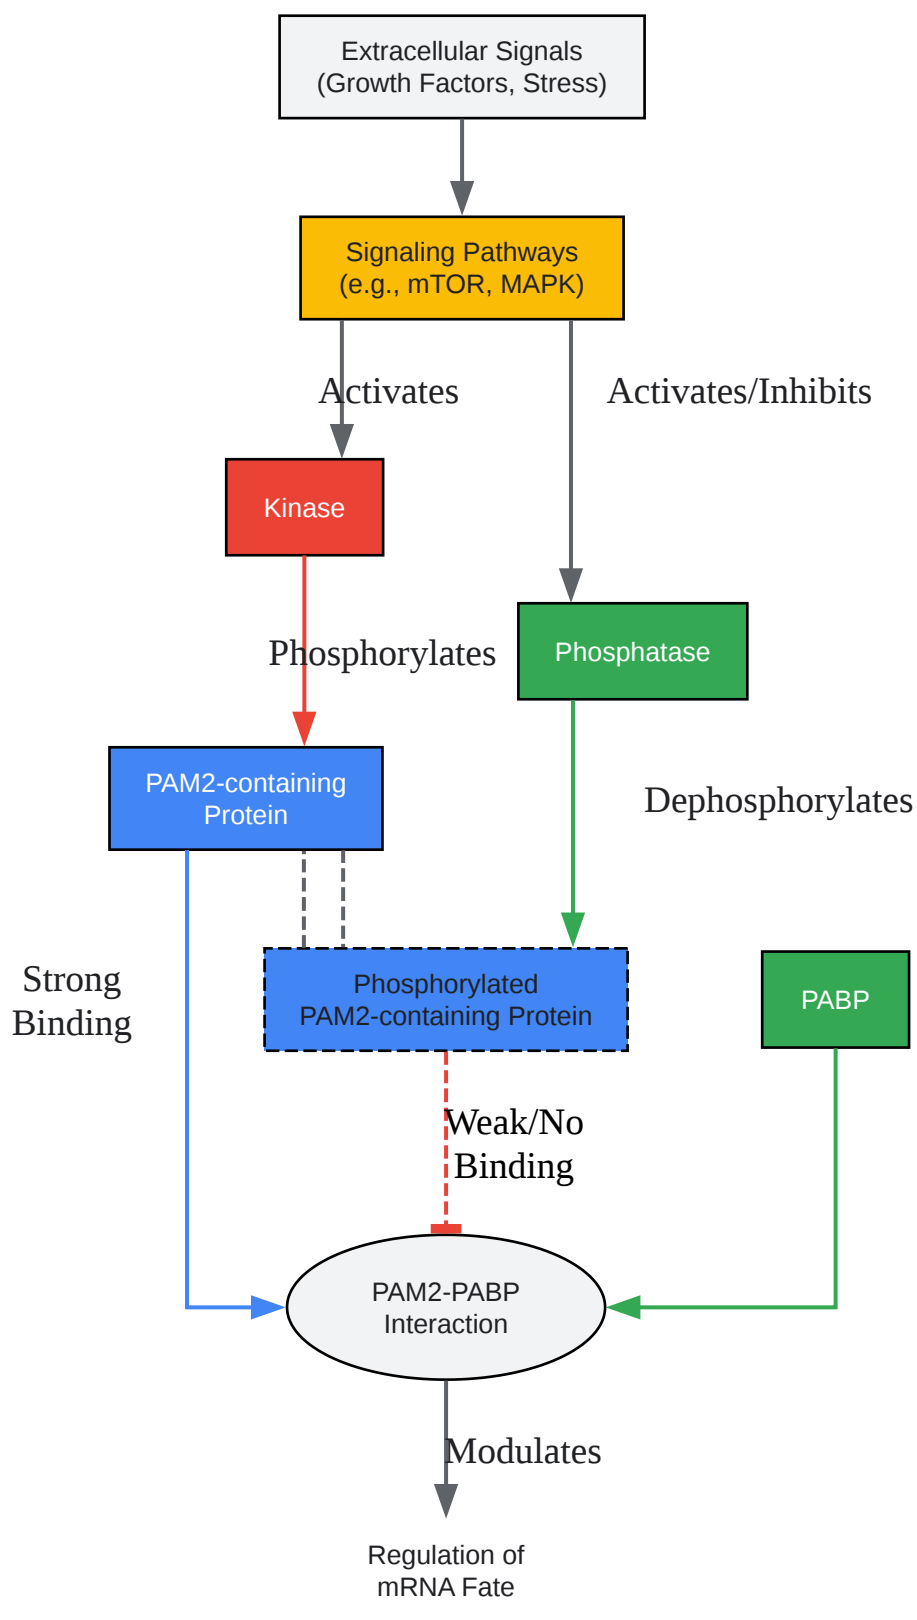 Extracellular Signals
(Growth Factors, Stress)
Signaling Pathways
(e.g., mTOR, MAPK)
Activates
Activates/Inhibits
Kinase
Phosphorylates
Phosphatase
PAM2-containing
Protein
Dephosphorylates
Strong
Binding
Phosphorylated
PAM2-containing Protein
PABP
Weak/No
Binding
PAM2-PABP
Interaction
Modulates
Regulation of
mRNA Fate